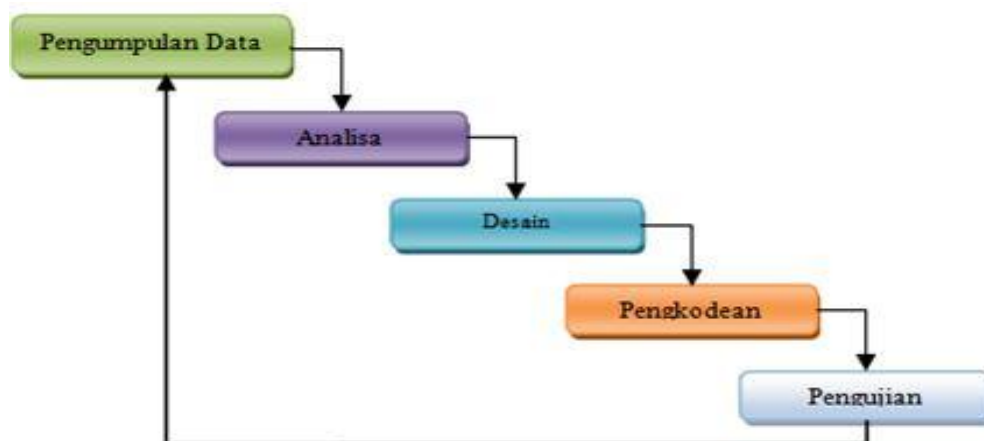 Pengumpulan Data
Analisa
Desain
Pengkodean
Pengujian